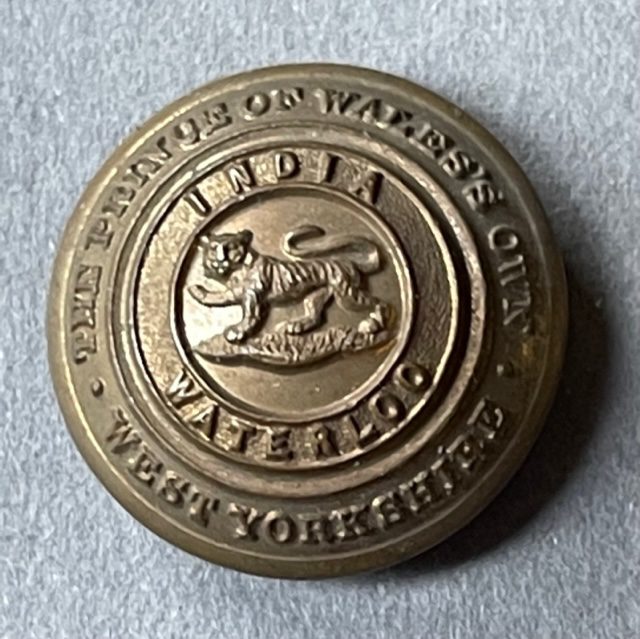 THE PRINCE OF WALES'S OWN
WEST YORKSHIRE
INDIA
WATERLOO